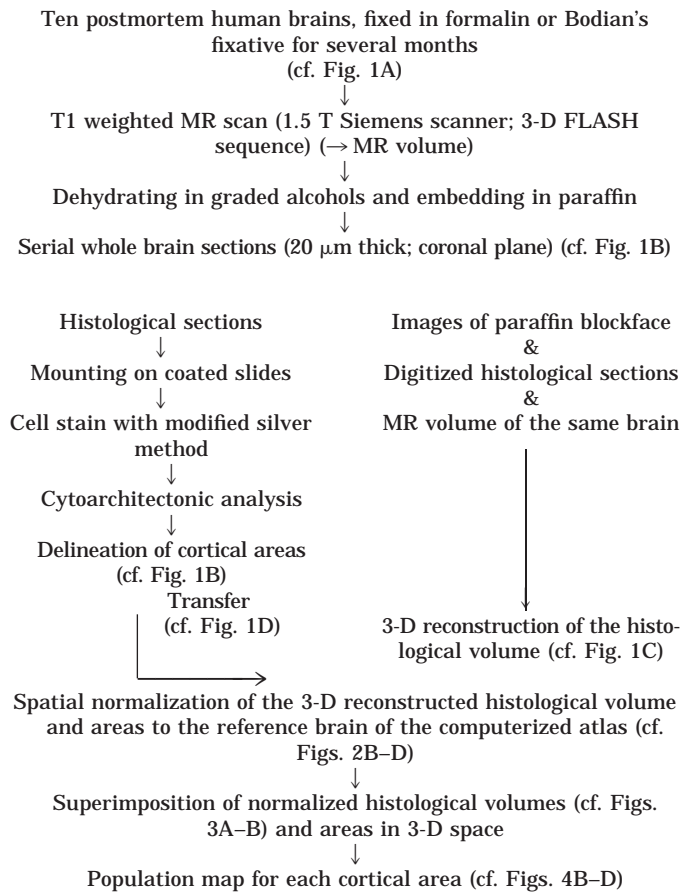 Ten postmortem human brains, fixed in formalin or Bodian's
fixative for several months
(cf. Fig. 1A)
↓
T1 weighted MR scan (1.5 T Siemens scanner; 3-D FLASH
sequence) (→ MR volume)
↓
Dehydrating in graded alcohols and embedding in paraffin
↓
Serial whole brain sections (20 μm thick; coronal plane) (cf. Fig. 1B)
Histological sections
↓
Mounting on coated slides
↓
Cell stain with modified silver
method
↓
Cytoarchitectonic analysis
↓
Delineation of cortical areas
(cf. Fig. 1B)
Transfer
(cf. Fig. 1D)
Images of paraffin blockface
&
Digitized histological sections
&
MR volume of the same brain
3-D reconstruction of the histo-
logical volume (cf. Fig. 1C)
Spatial normalization of the 3-D reconstructed histological volume
and areas to the reference brain of the computerized atlas (cf.
Figs. 2B–D)
↓
Superimposition of normalized histological volumes (cf. Figs.
3A–B) and areas in 3-D space
↓
Population map for each cortical area (cf. Figs. 4B–D)